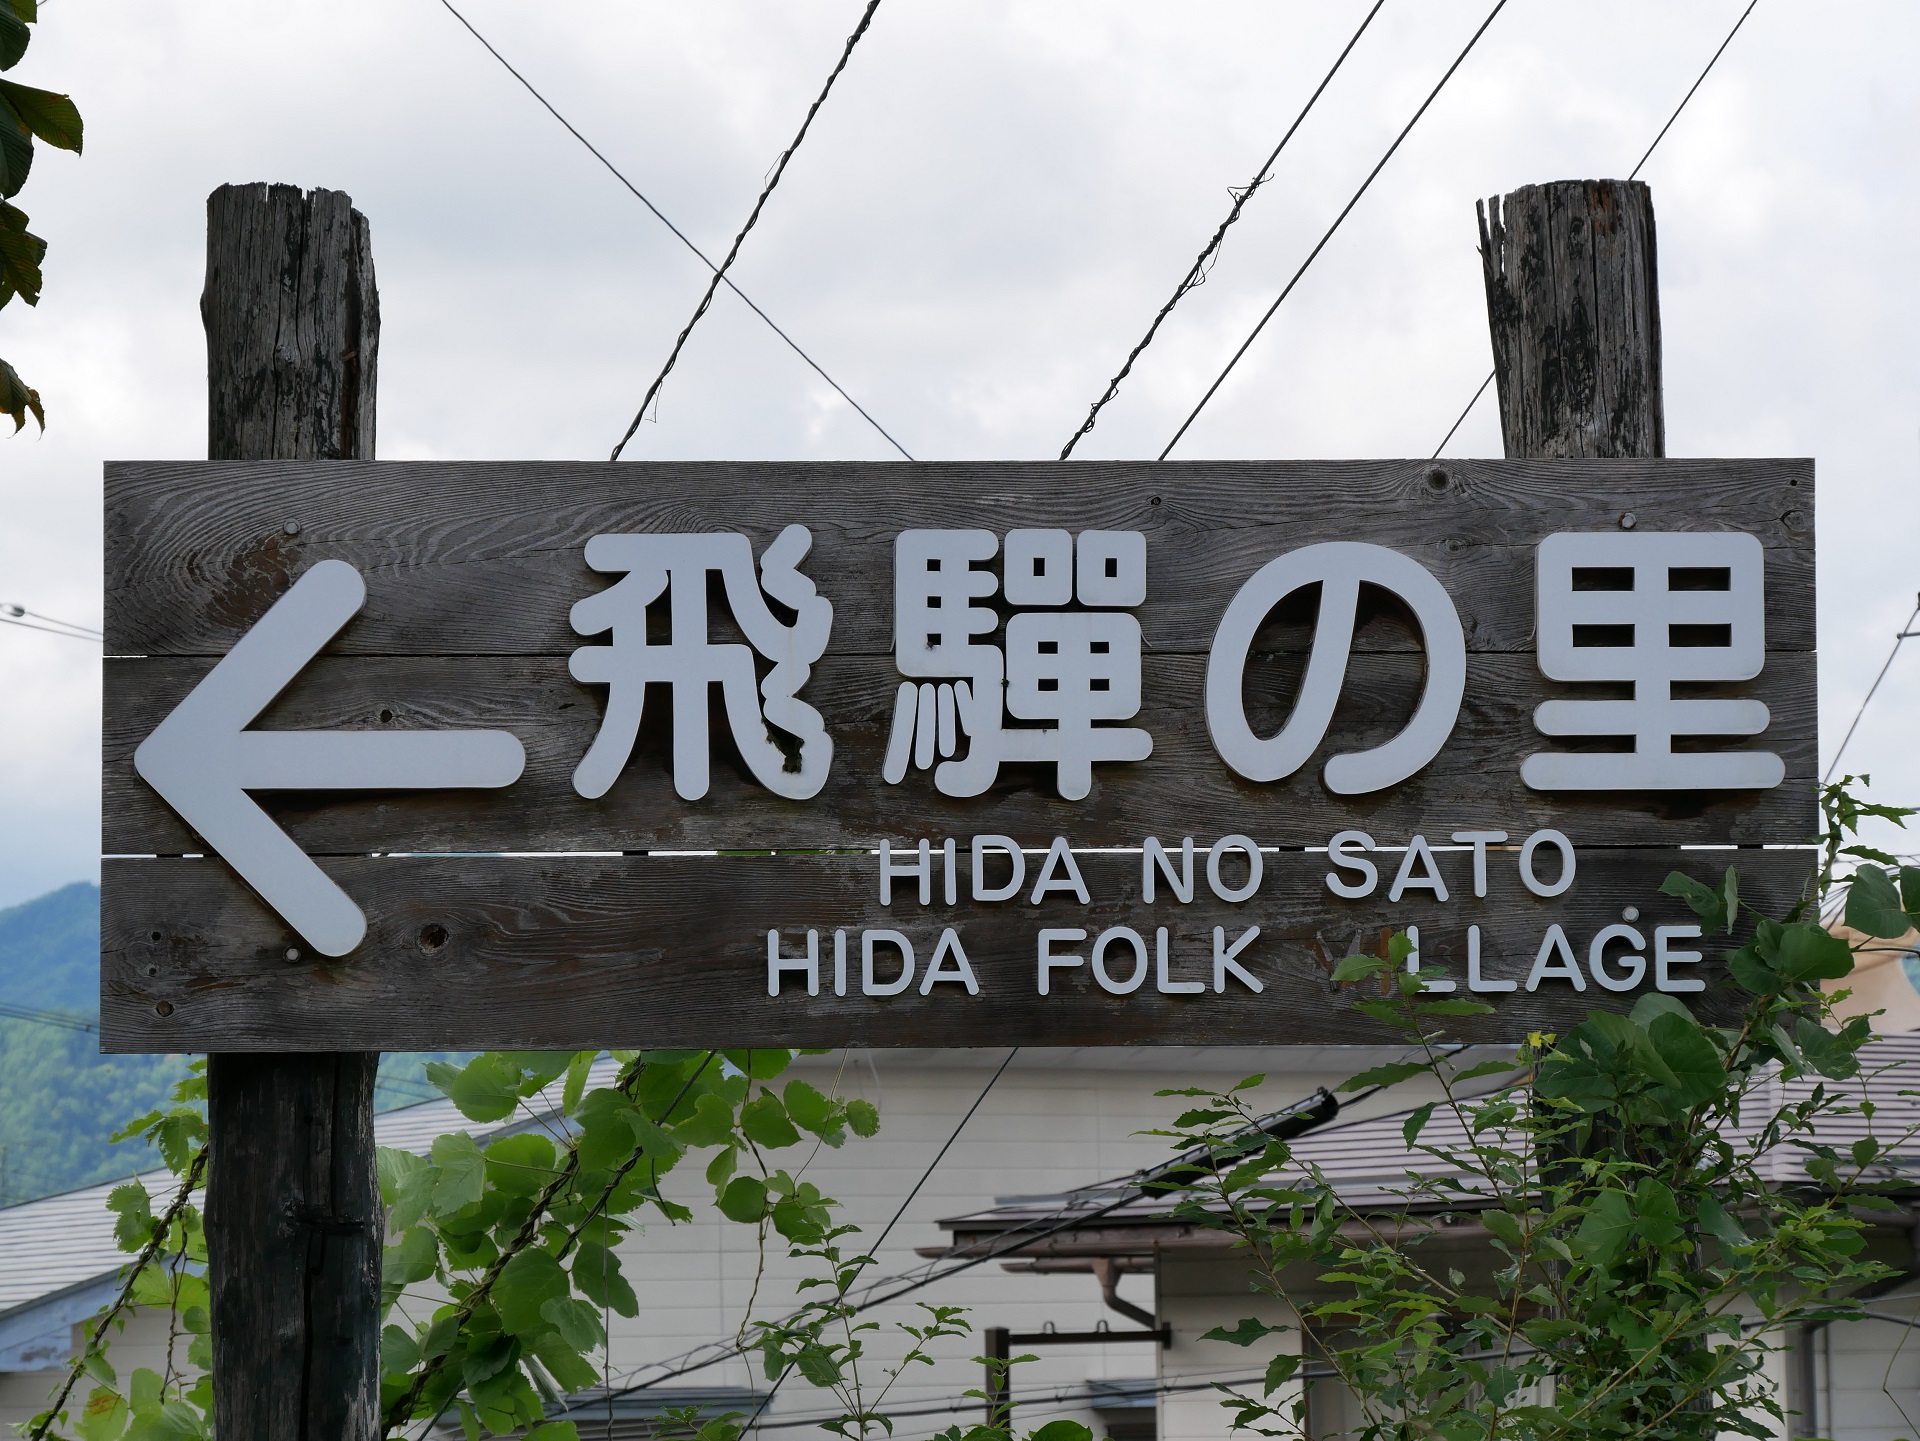 ← 飛驒の里
HIDA NO SATO
HIDA FOLK VILLAGE